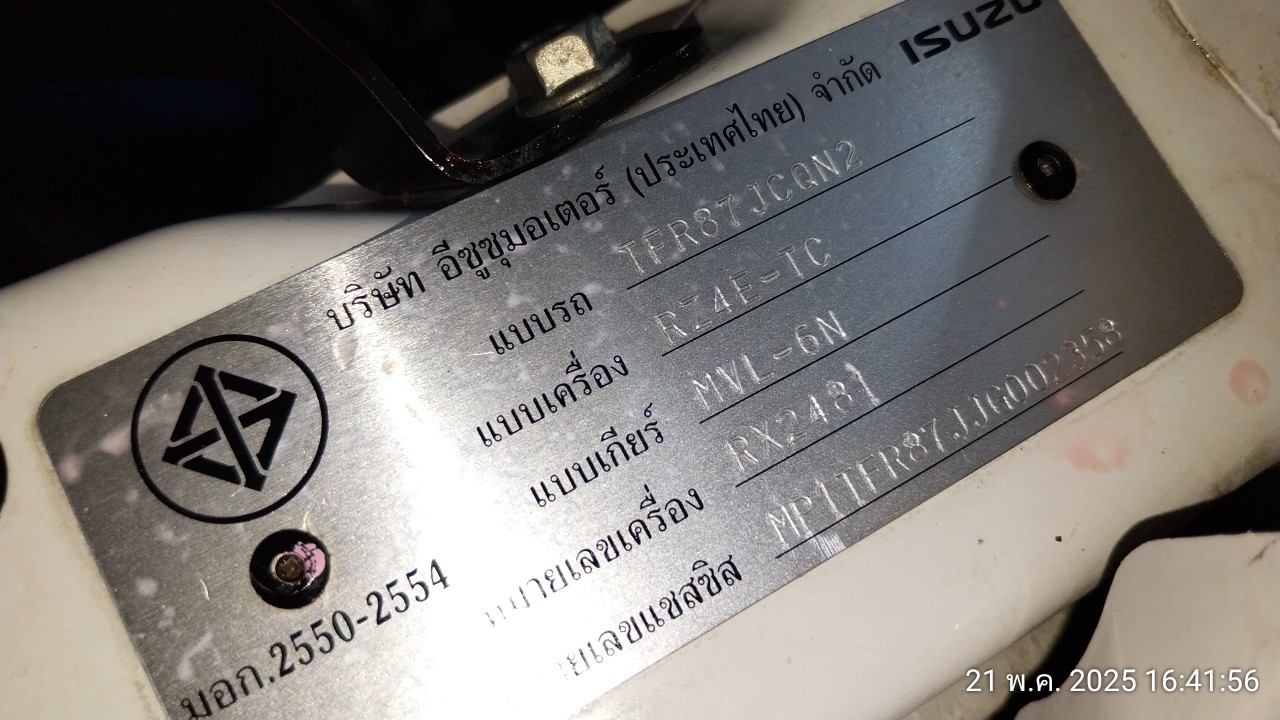 ISUZU
บริษัท อีซูซุมอเตอร์ (ประเทศไทย) จำกัด
แบบรถ TFR87JCQN2
แบบเครื่อง RZ4E-TC
แบบเกียร์ MVL-6N
หมายเลขเครื่อง RX2481
หมายเลขแชสซิส MP1TFR87JJG002358
มอก.2550-2554
21 พ.ค. 2025 16:41:56